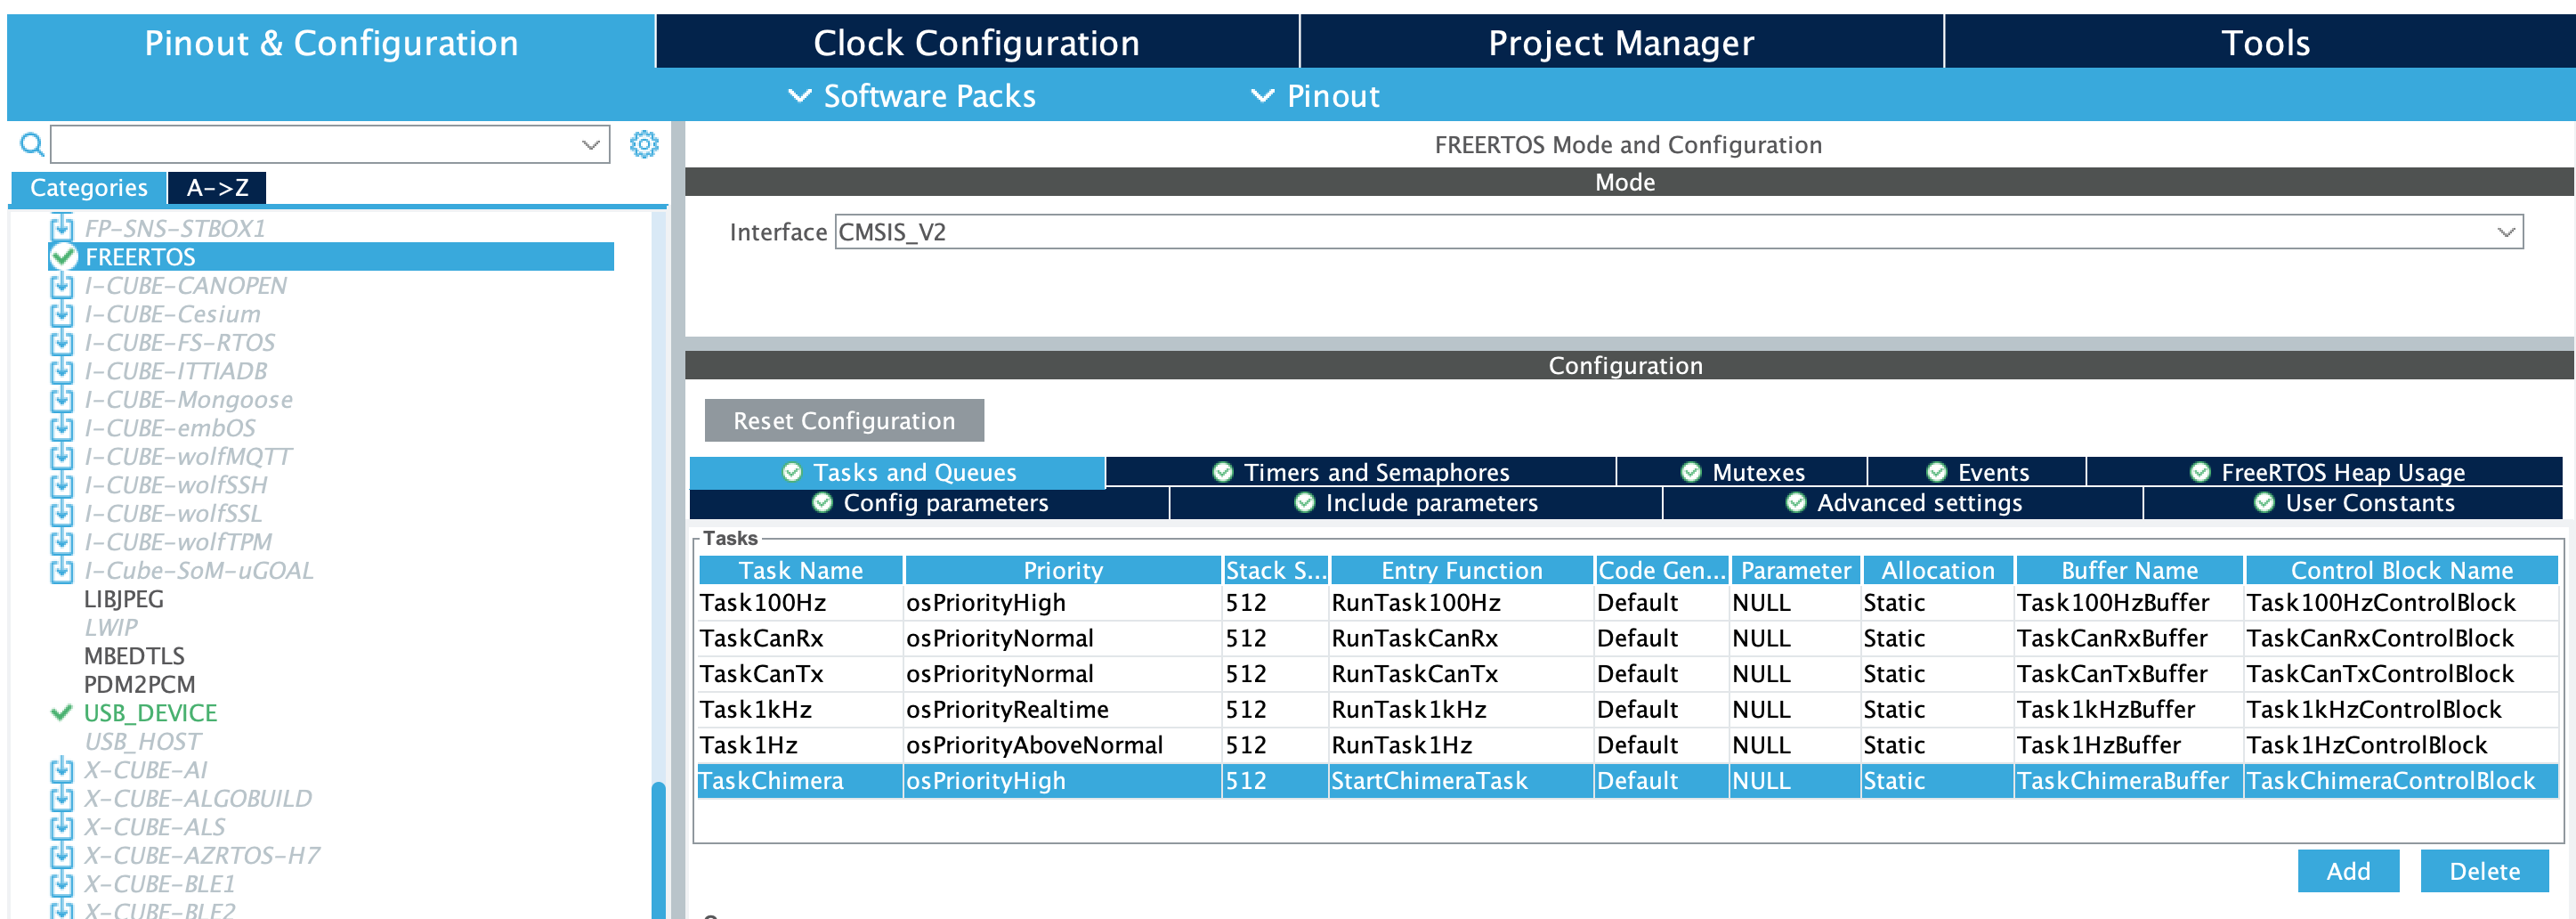 Pinout & Configuration
Clock Configuration
Project Manager
Tools
Software Packs
Pinout
Categories
A->Z
FP-SNS-STBOX1
FREERTOS
I-CUBE-CANOPEN
I-CUBE-Cesium
I-CUBE-FS-RTOS
I-CUBE-ITTIADB
I-CUBE-Mongoose
I-CUBE-embOS
I-CUBE-wolfMQTT
I-CUBE-wolfSSH
I-CUBE-wolfSSL
I-CUBE-wolfTPM
I-Cube-SoM-uGOAL
LIBJPEG
LWIP
MBEDTLS
PDM2PCM
USB_DEVICE
USB_HOST
X-CUBE-AI
X-CUBE-ALGOBUILD
X-CUBE-ALS
X-CUBE-AZRTOS-H7
X-CUBE-BLE1
X-CUBE-BLE2
FREERTOS Mode and Configuration
Mode
Interface CMSIS_V2
Configuration
Reset Configuration
Tasks and Queues
Timers and Semaphores
Mutexes
Events
FreeRTOS Heap Usage
Config parameters
Include parameters
Advanced settings
User Constants
Tasks
Task Name Priority Stack S... Entry Function Code Gen... Parameter Allocation Buffer Name Control Block Name
Task100Hz osPriorityHigh 512 RunTask100Hz Default NULL Static Task100HzBuffer Task100HzControlBlock
TaskCanRx osPriorityNormal 512 RunTaskCanRx Default NULL Static TaskCanRxBuffer TaskCanRxControlBlock
TaskCanTx osPriorityNormal 512 RunTaskCanTx Default NULL Static TaskCanTxBuffer TaskCanTxControlBlock
Task1kHz osPriorityRealtime 512 RunTask1kHz Default NULL Static Task1kHzBuffer Task1kHzControlBlock
Task1Hz osPriorityAboveNormal 512 RunTask1Hz Default NULL Static Task1HzBuffer Task1HzControlBlock
TaskChimera osPriorityHigh 512 StartChimeraTask Default NULL Static TaskChimeraBuffer TaskChimeraControlBlock
Add
Delete